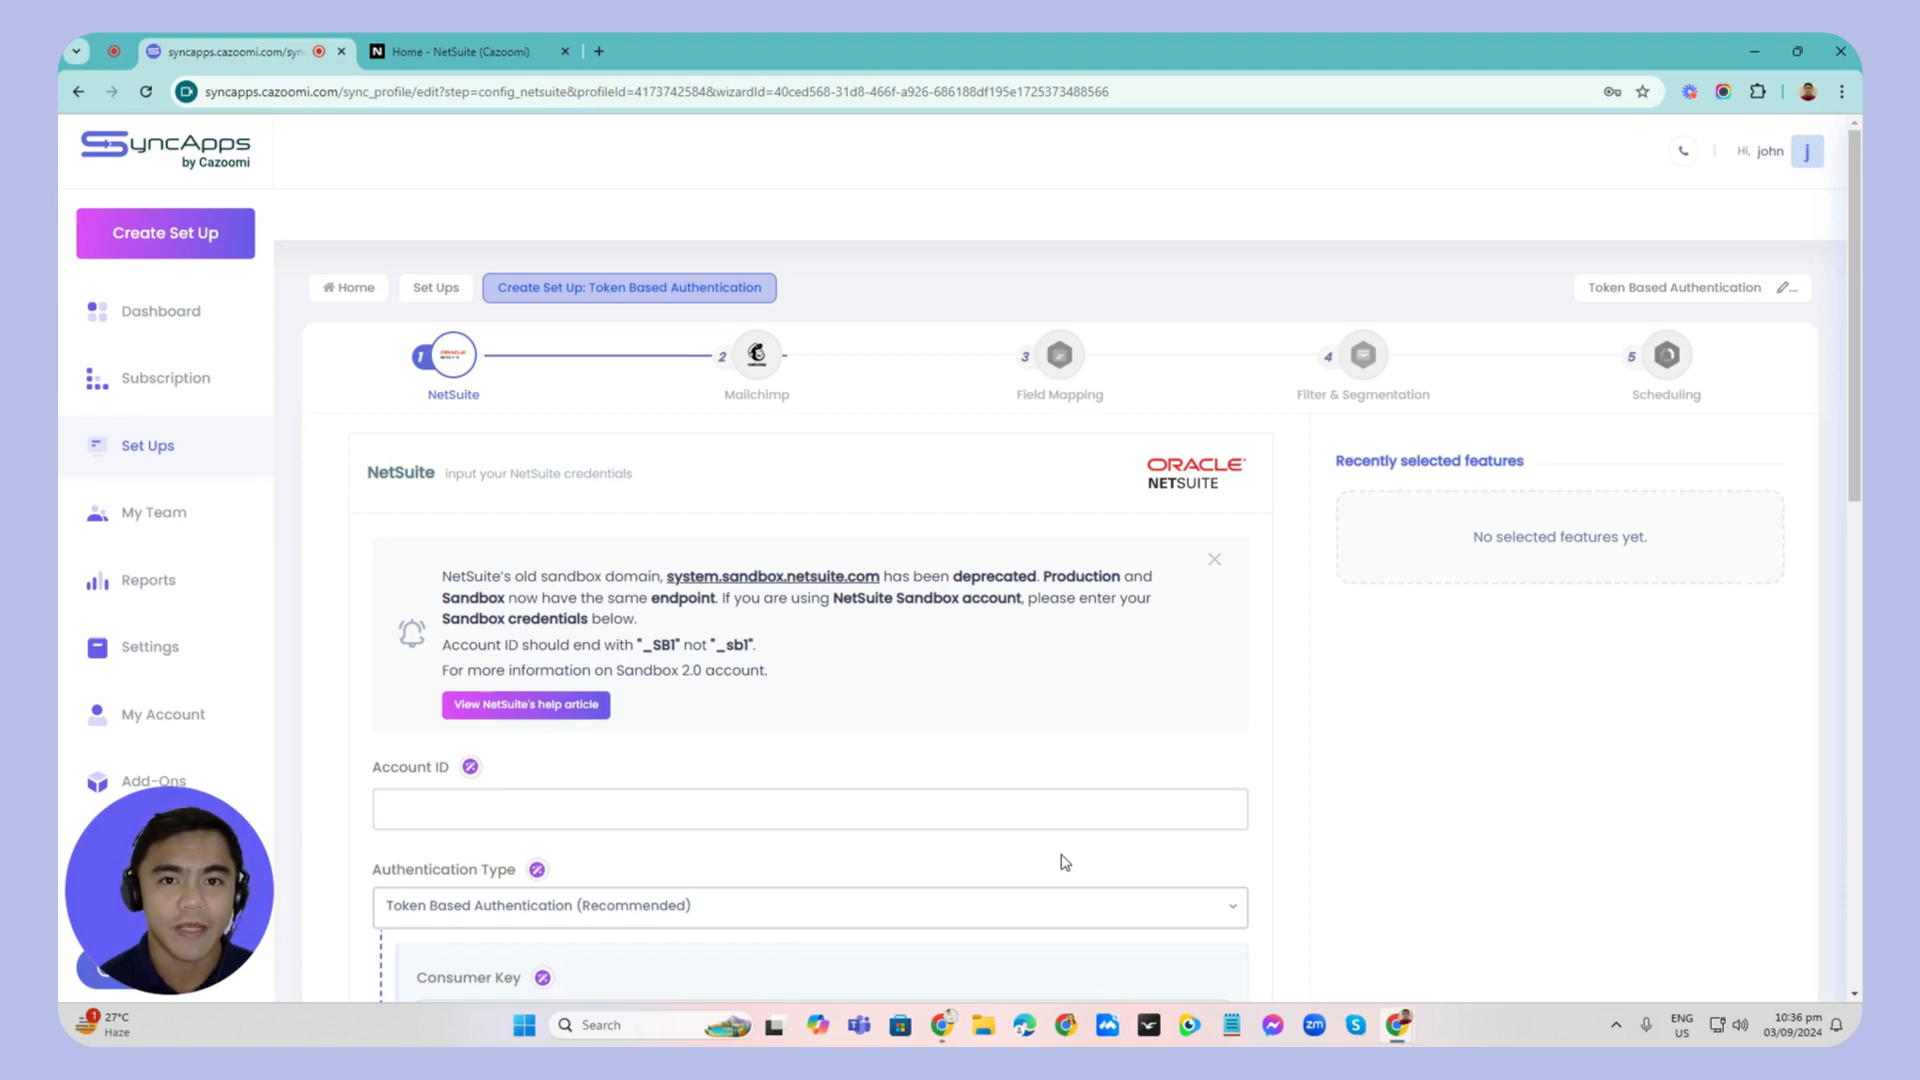 syncapps.cazoomi.com/syn
Home - NetSuite (Cazoomi)
syncapps.cazoomi.com/sync_profile/edit?step=config_netsuite&profileId=4173742584&wizardId=40ced568-31d8-466f-a926-686188df195e1725373488566
SyncApps
by Cazoomi
Hi, john
j
Create Set Up
Dashboard
Subscription
Set Ups
My Team
Reports
Settings
My Account
Add-Ons
Home
Set Ups
Create Set Up: Token Based Authentication
Token Based Authentication
1
NetSuite
2
Mailchimp
3
Field Mapping
4
Filter & Segmentation
5
Scheduling
NetSuite input your NetSuite credentials
ORACLE
NETSUITE
NetSuite's old sandbox domain, system.sandbox.netsuite.com has been deprecated. Production and
Sandbox now have the same endpoint. If you are using NetSuite Sandbox account, please enter your
Sandbox credentials below.
Account ID should end with "_SB1" not "_sb1".
For more information on Sandbox 2.0 account.
View NetSuite's help article
Account ID
Authentication Type
Token Based Authentication (Recommended)
Consumer Key
Recently selected features
No selected features yet.
1
27°C
Haze
Search
zm
ENG
US
10:36 pm
03/09/2024